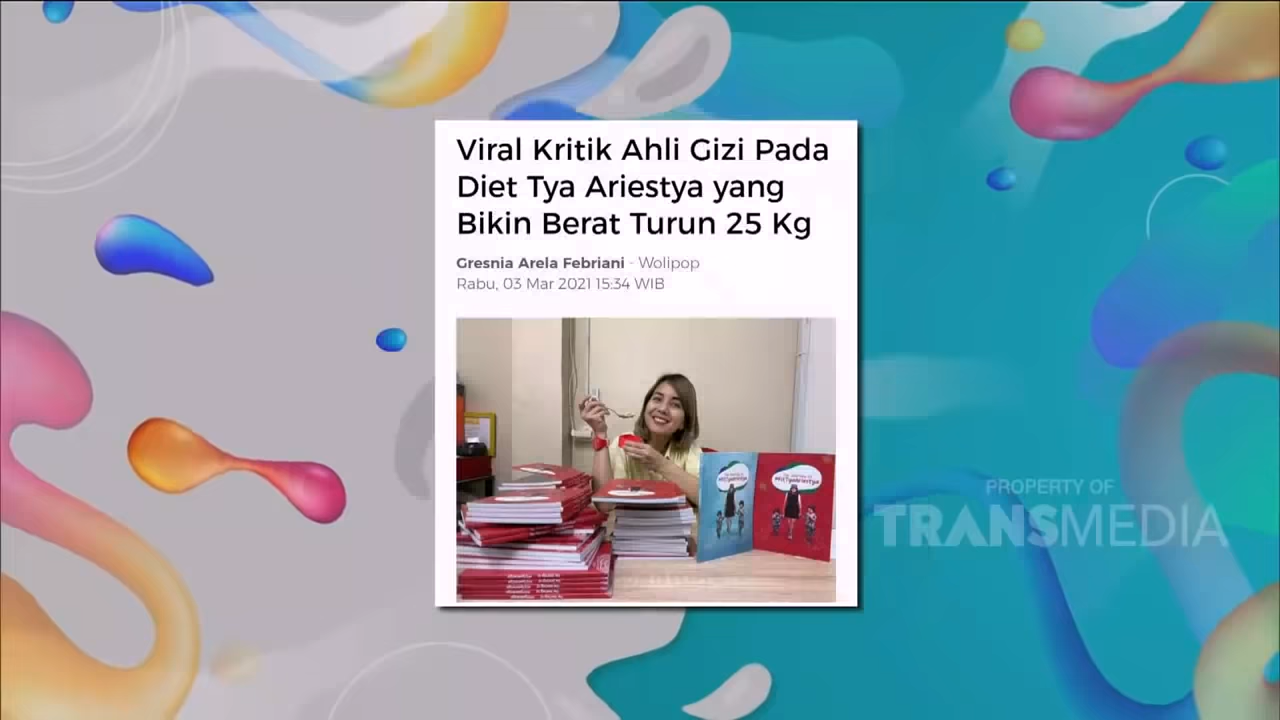 Viral Kritik Ahli Gizi Pada
Diet Tya Ariestya yang
Bikin Berat Turun 25 Kg
Gresnia Arela Febriani - Wolipop
Rabu, 03 Mar 2021 15:34 WIB
PROPERTY OF
TRANSMEDIA